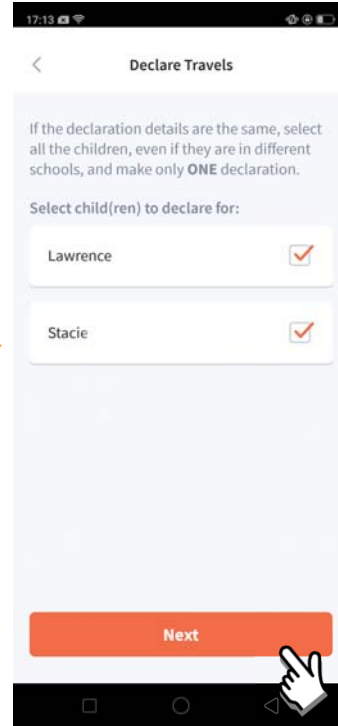 17:13
Declare Travels
If the declaration details are the same, select
all the children, even if they are in different
schools, and make only ONE declaration.
Select child(ren) to declare for:
Lawrence
Stacie
Next